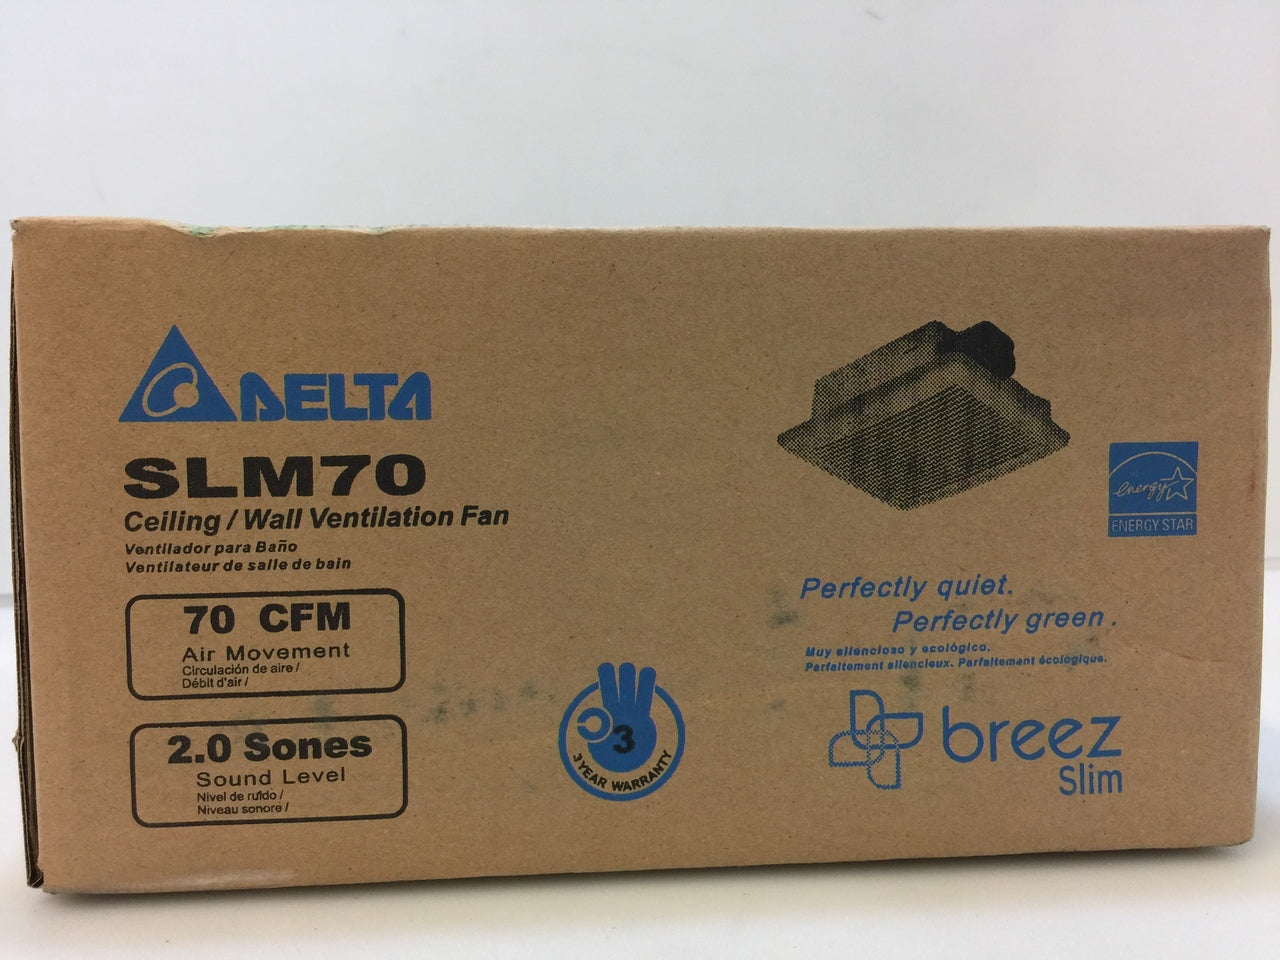 DELTA
SLM70
Ceiling / Wall Ventilation Fan
Ventilador para Baño
Ventilateur de salle de bain
70 CFM
Air Movement
Circulación de aire /
Débit d'air /
2.0 Sones
Sound Level
Nivel de ruído /
Niveau sonore /
3
3 YEAR WARRANTY
energy
ENERGY STAR
Perfectly quiet.
Perfectly green.
Muy silencioso y ecológico.
Parfaitement silencieux. Parfaitement écologique.
breez
Slim